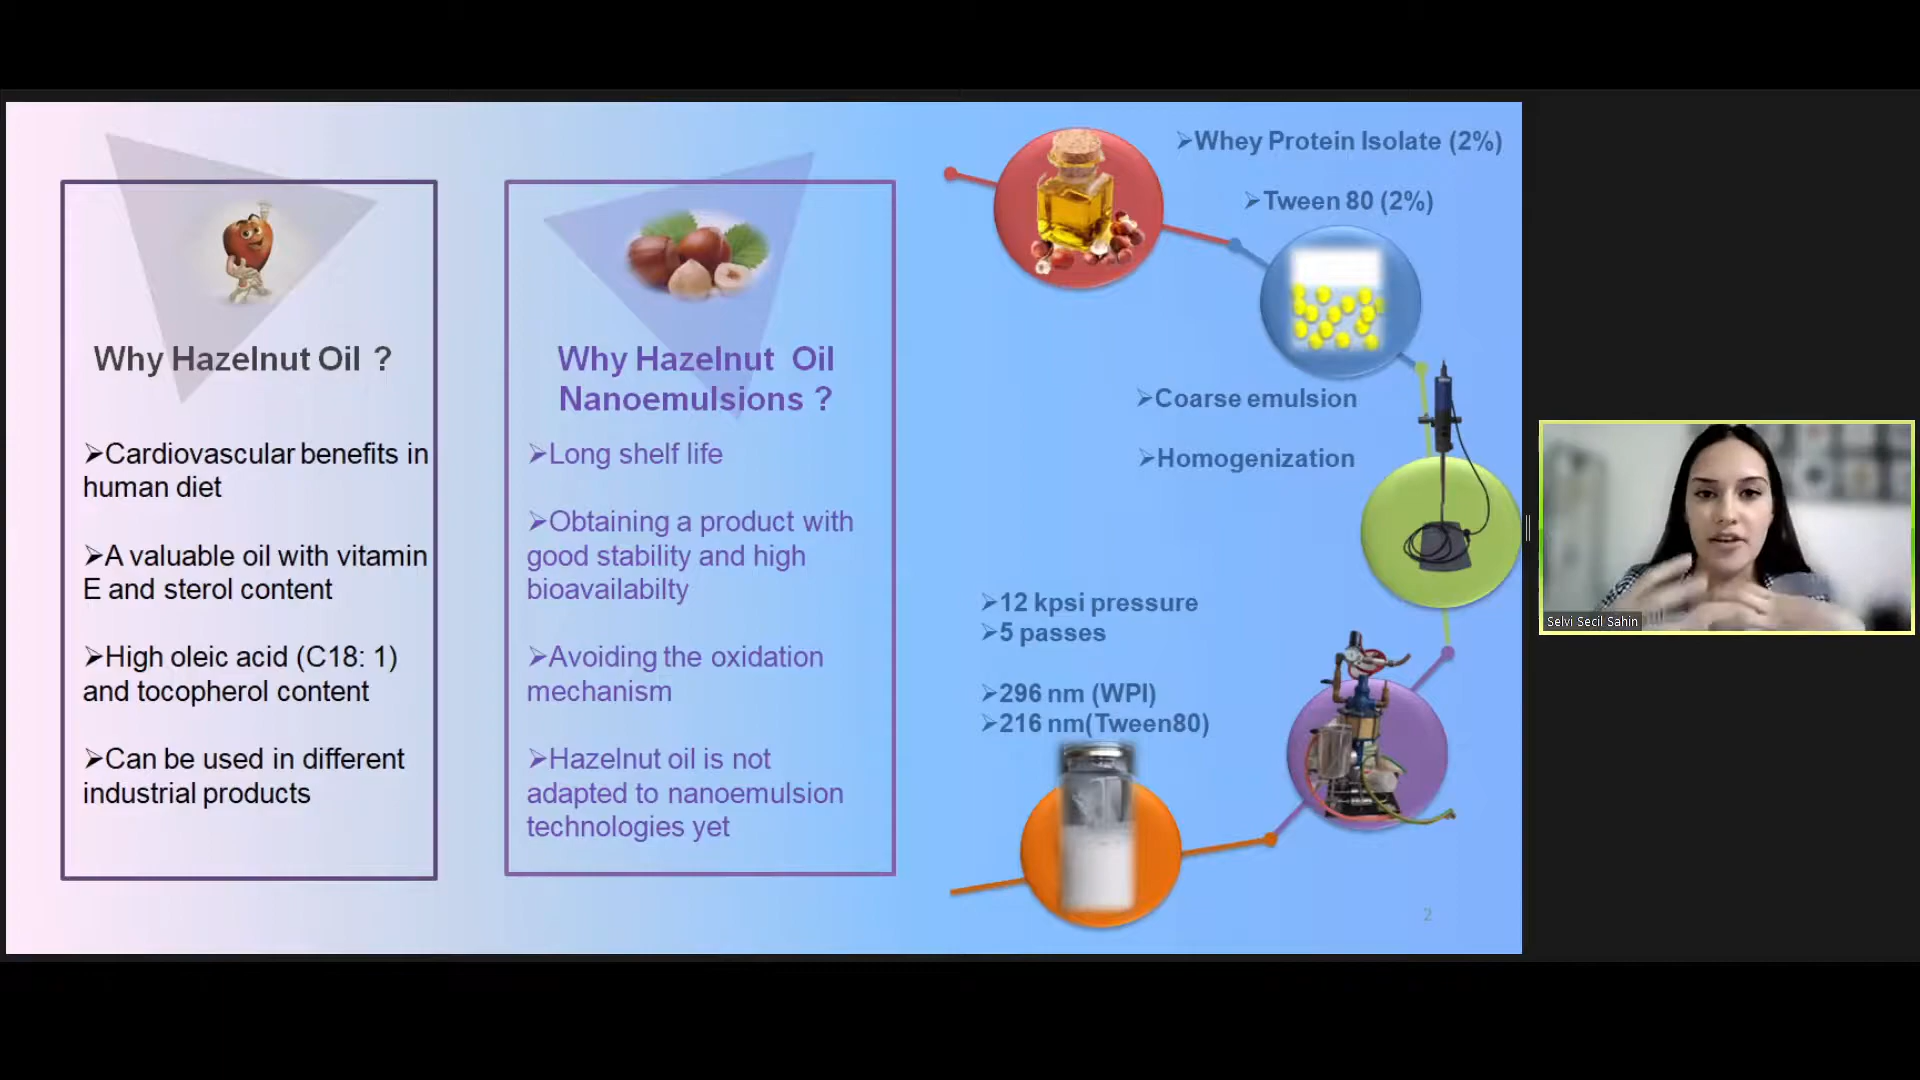 Why Hazelnut Oil ?
➢Cardiovascular benefits in
human diet
➢A valuable oil with vitamin
E and sterol content
➢High oleic acid (C18: 1)
and tocopherol content
➢Can be used in different
industrial products
Why Hazelnut Oil
Nanoemulsions ?
➢Long shelf life
➢Obtaining a product with
good stability and high
bioavailabilty
➢Avoiding the oxidation
mechanism
➢Hazelnut oil is not
adapted to nanoemulsion
technologies yet
➢Whey Protein Isolate (2%)
➢Tween 80 (2%)
➢Coarse emulsion
➢Homogenization
➢12 kpsi pressure
➢5 passes
➢296 nm (WPI)
➢216 nm(Tween80)
2
Selvi Secil Sahin